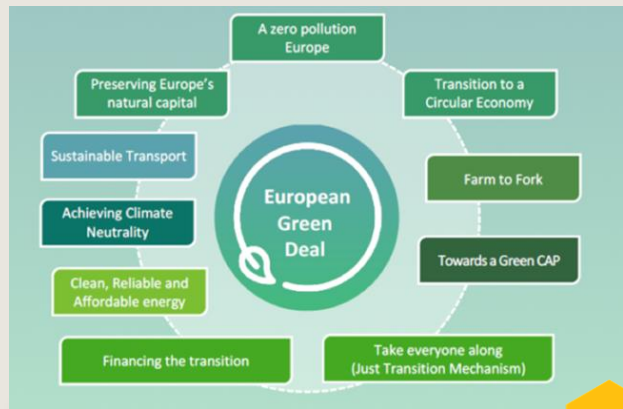 A zero pollution
Europe
Preserving Europe's
natural capital
Transition to a
Circular Economy
Sustainable Transport
Farm to Fork
European
Green
Deal
Achieving Climate
Neutrality
Towards a Green CAP
Clean, Reliable and
Affordable energy
Financing the transition
Take everyone along
(Just Transition Mechanism)